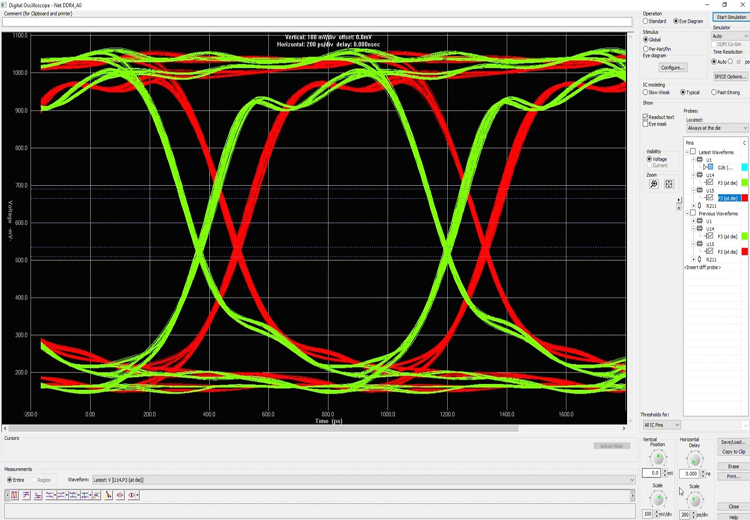 Digital Oscilloscope - Net DDR4_A0
Comment (for Clipboard and printer)
Vertical: 100 mV/div offset: 0.0mV
Horizontal: 200 ps/div delay: 0.000nsec
1100.0
1000.0
900.0
800.0
700.0
600.0
500.0
400.0
300.0
200.0
Voltage -mV-
-200.0 0.00 200.0 400.0 600.0 800.0 1000.0 1200.0 1400.0 1600.0
Time (ps)
Cursors
Adjust Mask
Measurements
Entire Region
Waveform: Latest: V [U14.P3 (at die)]
Operation
Standard Eye Diagram
Start Simulation
Stimulus
Global
Per-Net/Pin
Eye diagram
Configure...
Simulator
Auto
SI/PI Co-Sim
Time Resolution
Auto 10 ps
SPICE Options...
IC modeling
Slow-Weak Typical Fast-Strong
Show
Readout text
Eye mask
Probes:
Located:
Always at the die
Visibility
Voltage
Current
Zoom
Pins C
Latest Waveforms
U1
G26 (...
U14
P3 (at die)
U15
P3 (at die)
R211
Previous Waveforms
U1
U14
P3 (at die)
U15
P3 (at die)
R211
<Insert diff probe>
Thresholds for:
All IC Pins
Vertical
Position
0.0 mV
Scale
100 mV/div
Horizontal
Delay
0.000 ns
Scale
200 ps/div
Save/Load...
Copy to Clip
Erase
Print...
Close
Help